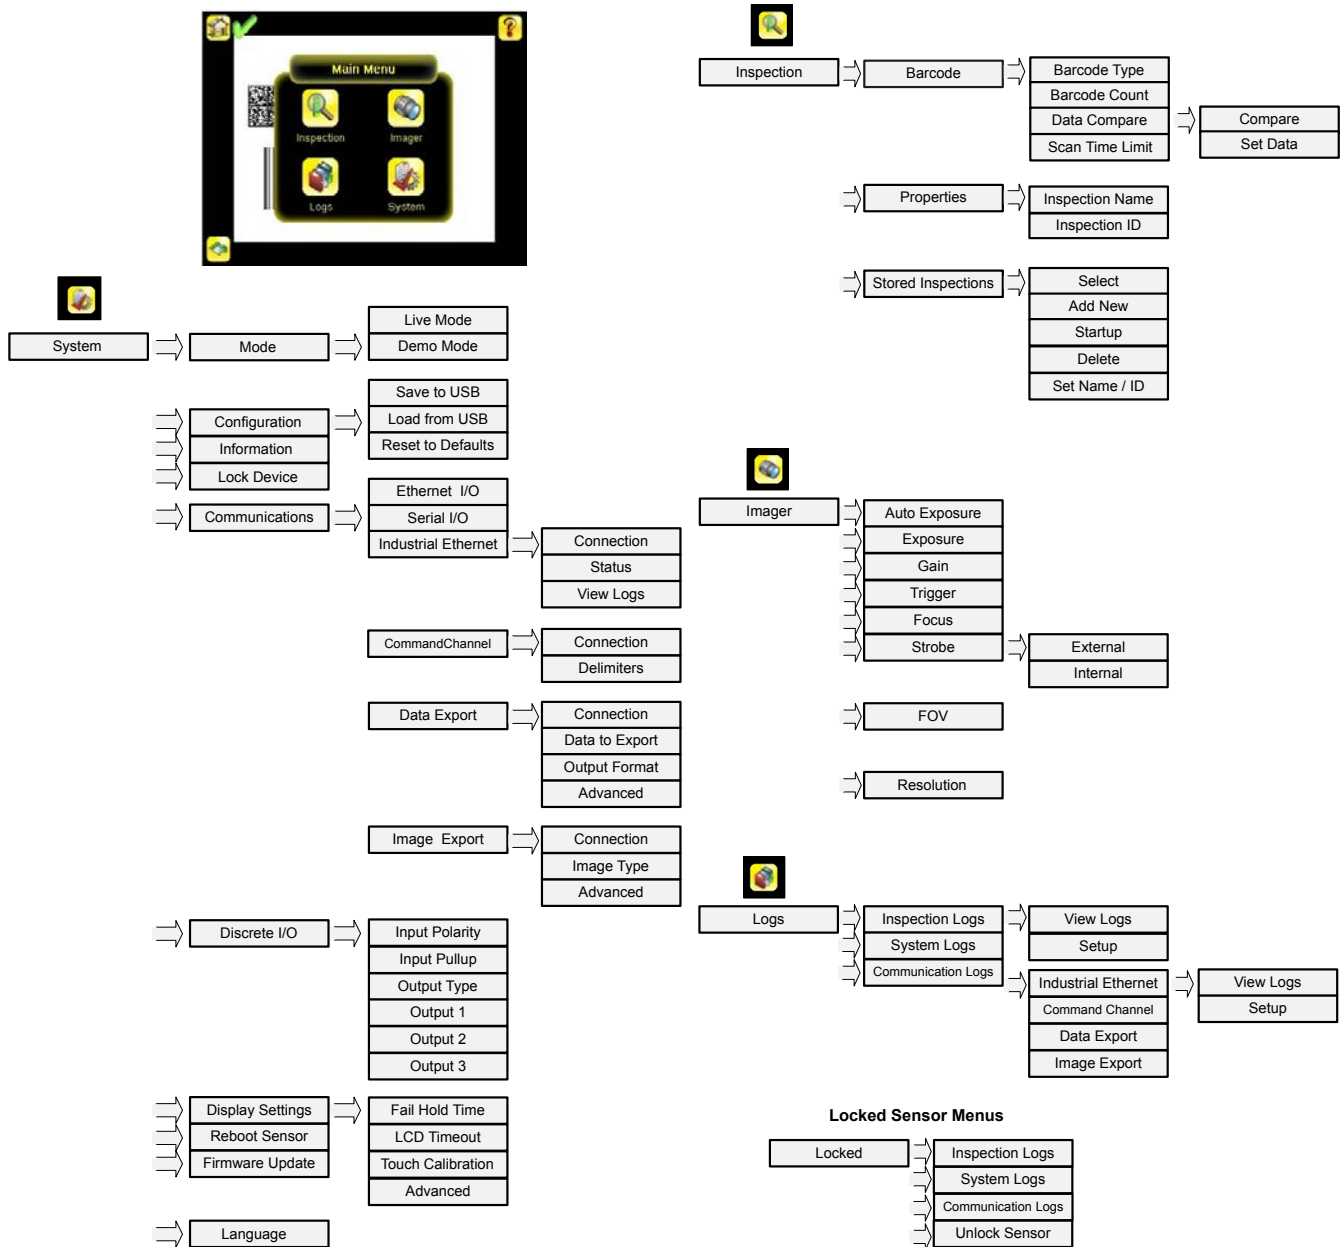 Main Menu
Inspection
Imager
Logs
System
System
Mode
Live Mode
Demo Mode
Configuration
Information
Lock Device
Save to USB
Load from USB
Reset to Defaults
Communications
Ethernet I/O
Serial I/O
Industrial Ethernet
Connection
Status
View Logs
CommandChannel
Connection
Delimiters
Data Export
Connection
Data to Export
Output Format
Advanced
Image Export
Connection
Image Type
Advanced
Discrete I/O
Input Polarity
Input Pullup
Output Type
Output 1
Output 2
Output 3
Display Settings
Reboot Sensor
Firmware Update
Fail Hold Time
LCD Timeout
Touch Calibration
Advanced
Language
Inspection
Barcode
Barcode Type
Barcode Count
Data Compare
Scan Time Limit
Compare
Set Data
Properties
Inspection Name
Inspection ID
Stored Inspections
Select
Add New
Startup
Delete
Set Name / ID
Imager
Auto Exposure
Exposure
Gain
Trigger
Focus
Strobe
External
Internal
FOV
Resolution
Logs
Inspection Logs
System Logs
Communication Logs
View Logs
Setup
Industrial Ethernet
Command Channel
Data Export
Image Export
View Logs
Setup
Locked Sensor Menus
Locked
Inspection Logs
System Logs
Communication Logs
Unlock Sensor